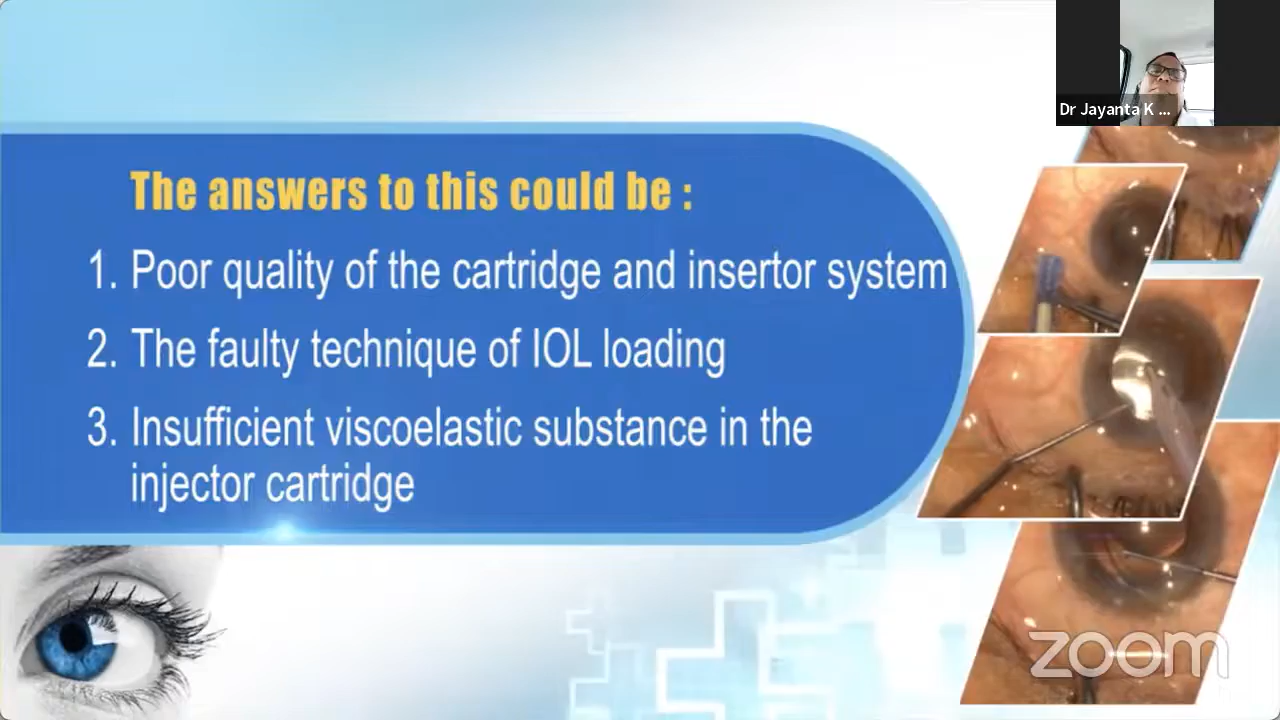 Dr Jayanta K ...
The answers to this could be :
1. Poor quality of the cartridge and insertor system
2. The faulty technique of IOL loading
3. Insufficient viscoelastic substance in the
injector cartridge
zoom